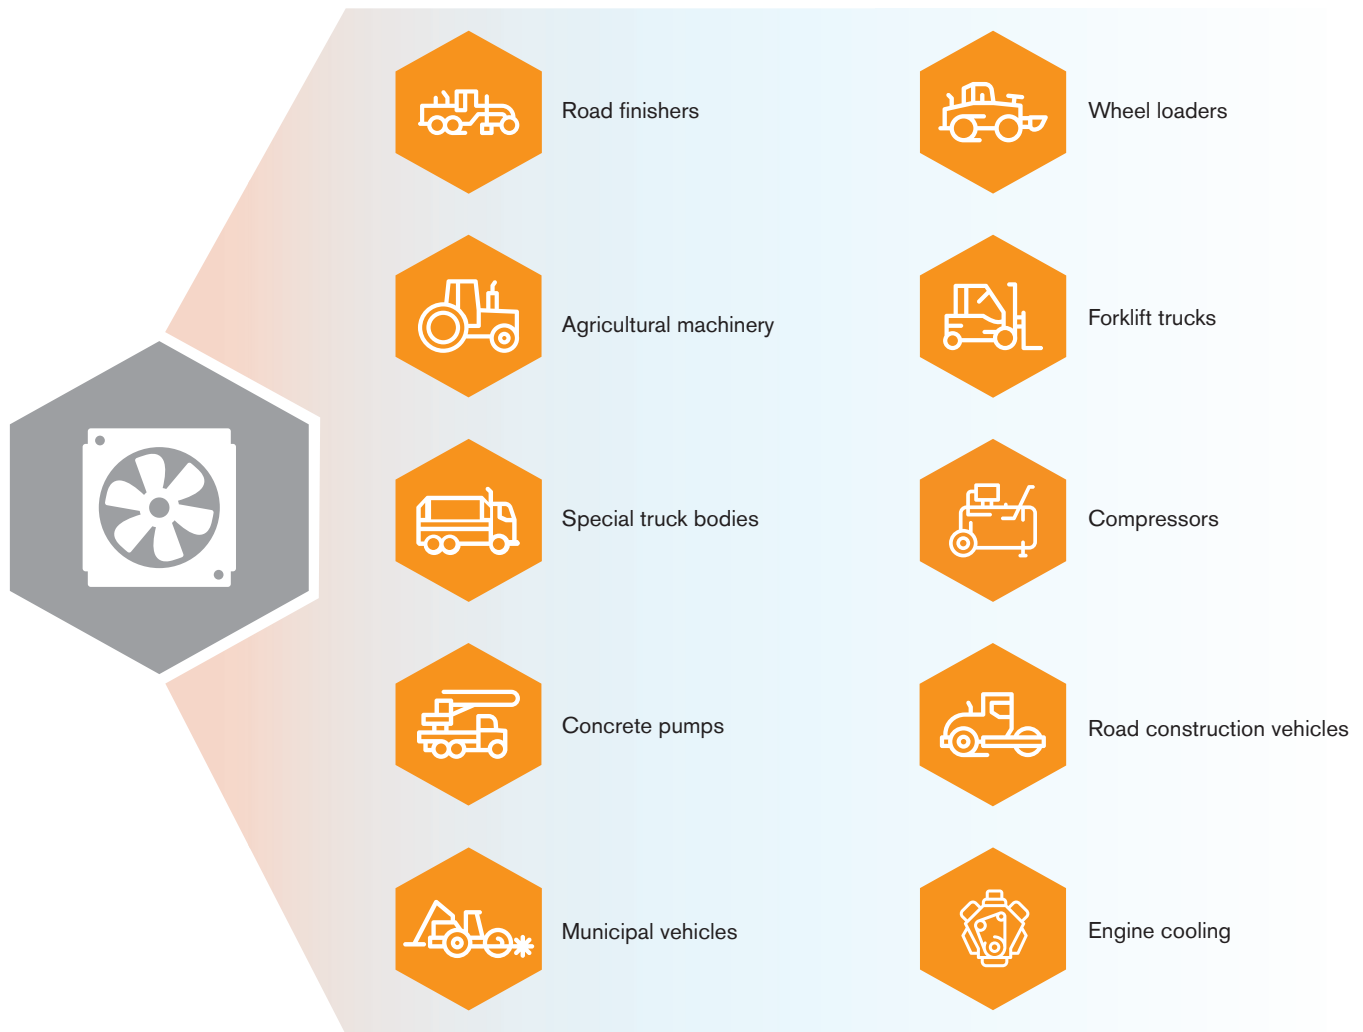 Road finishers
Wheel loaders
Agricultural machinery
Forklift trucks
Special truck bodies
Compressors
Concrete pumps
Road construction vehicles
Municipal vehicles
Engine cooling